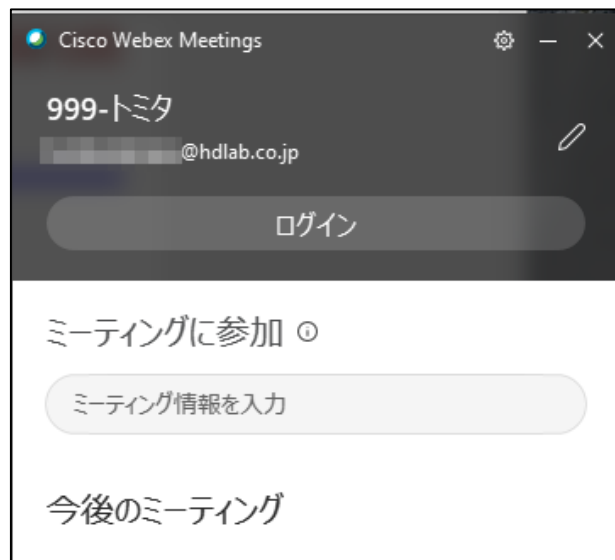 Cisco Webex Meetings
999-トミタ
@hdlab.co.jp
ログイン
ミーティングに参加
ミーティング情報を入力
今後のミーティング